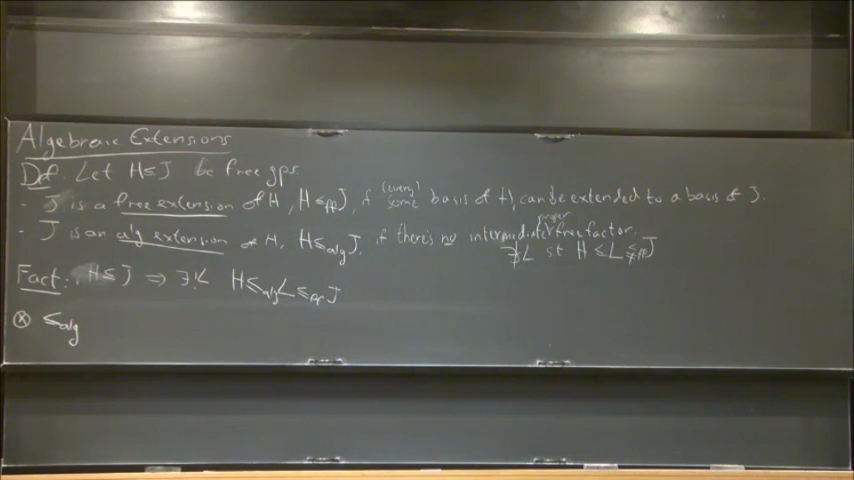 Algebraic Extensions
Def. Let H ≤ J be free gps.
- J is a free extension of H, H ≤ff J, if (every) some basis of H can be extended to a basis of J.
- J is an alg extension of H, H ≤alg J, if there's no intermediate proper free factor.
∄L st H ≤ L ≨ff J
Fact: H ≤ J ⇒ ∃! L H ≤alg L ≤ff J
⊗ ≤alg